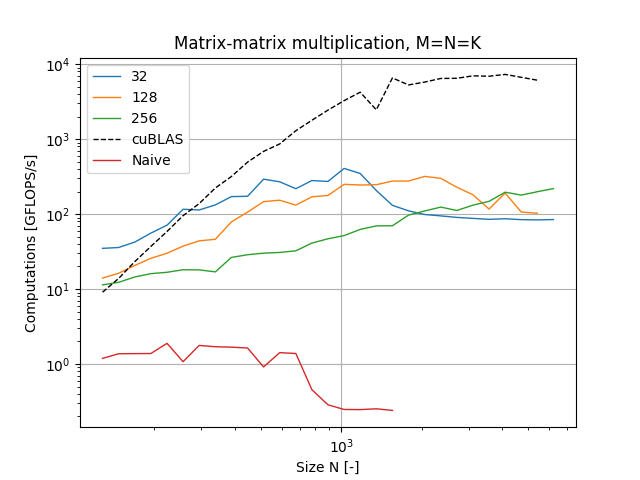 Matrix-matrix multiplication, M=N=K
32
128
256
cuBLAS
Naive
10⁴
10³
10²
10¹
10⁰
Computations [GFLOPS/s]
10³
Size N [-]